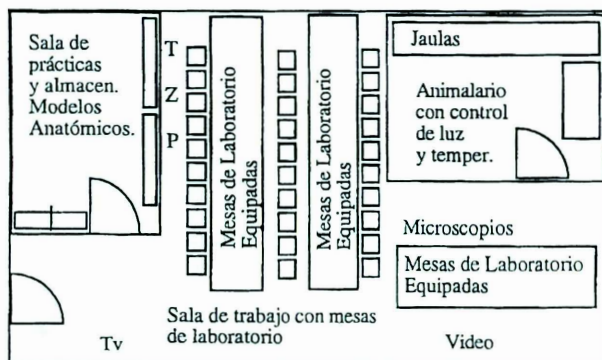 Sala de
prácticas
y almacen.
Modelos
Anatómicos.
T
Z
P
Mesas de Laboratorio
Equipadas
Mesas de Laboratorio
Equipadas
Jaulas
Animalario
con control
de luz
y temper.
Microscopios
Mesas de Laboratorio
Equipadas
Sala de trabajo con mesas
de laboratorio
Tv
Video